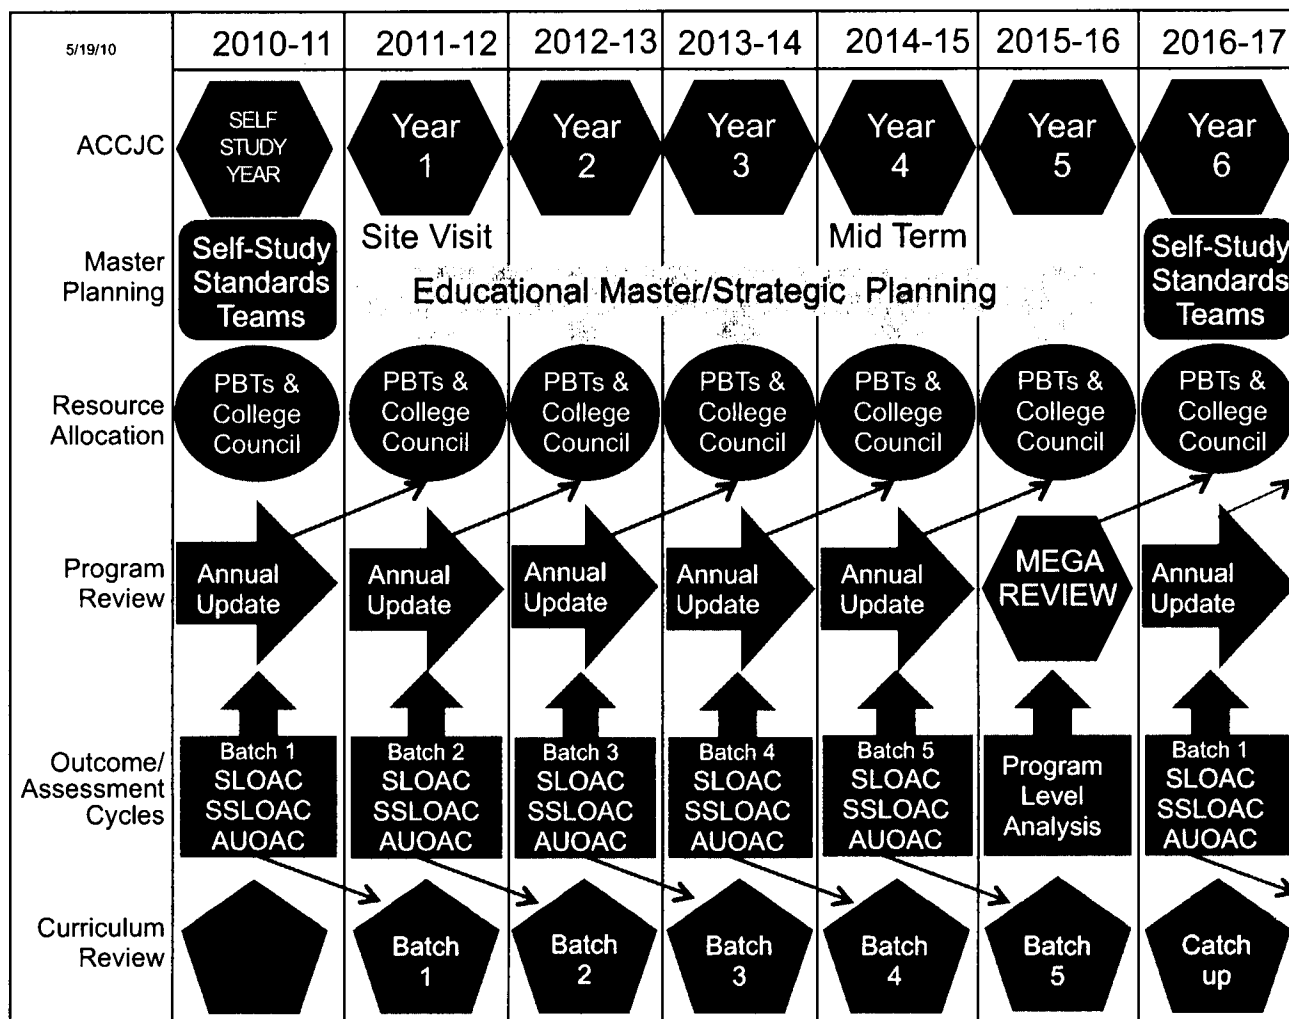 5/19/10
2010-11
2011-12
2012-13
2013-14
2014-15
2015-16
2016-17
ACCJC
SELF
STUDY
YEAR
Year
1
Year
2
Year
3
Year
4
Year
5
Year
6
Site Visit
Mid Term
Master
Planning
Self-Study
Standards
Teams
Educational Master/Strategic Planning
Self-Study
Standards
Teams
Resource
Allocation
PBTs &
College
Council
PBTs &
College
Council
PBTs &
College
Council
PBTs &
College
Council
PBTs &
College
Council
PBTs &
College
Council
PBTs &
College
Council
Program
Review
Annual
Update
Annual
Update
Annual
Update
Annual
Update
Annual
Update
MEGA
REVIEW
Annual
Update
Outcome/
Assessment
Cycles
Batch 1
SLOAC
SSLOAC
AUOAC
Batch 2
SLOAC
SSLOAC
AUOAC
Batch 3
SLOAC
SSLOAC
AUOAC
Batch 4
SLOAC
SSLOAC
AUOAC
Batch 5
SLOAC
SSLOAC
AUOAC
Program
Level
Analysis
Batch 1
SLOAC
SSLOAC
AUOAC
Curriculum
Review
Batch
1
Batch
2
Batch
3
Batch
4
Batch
5
Catch
up